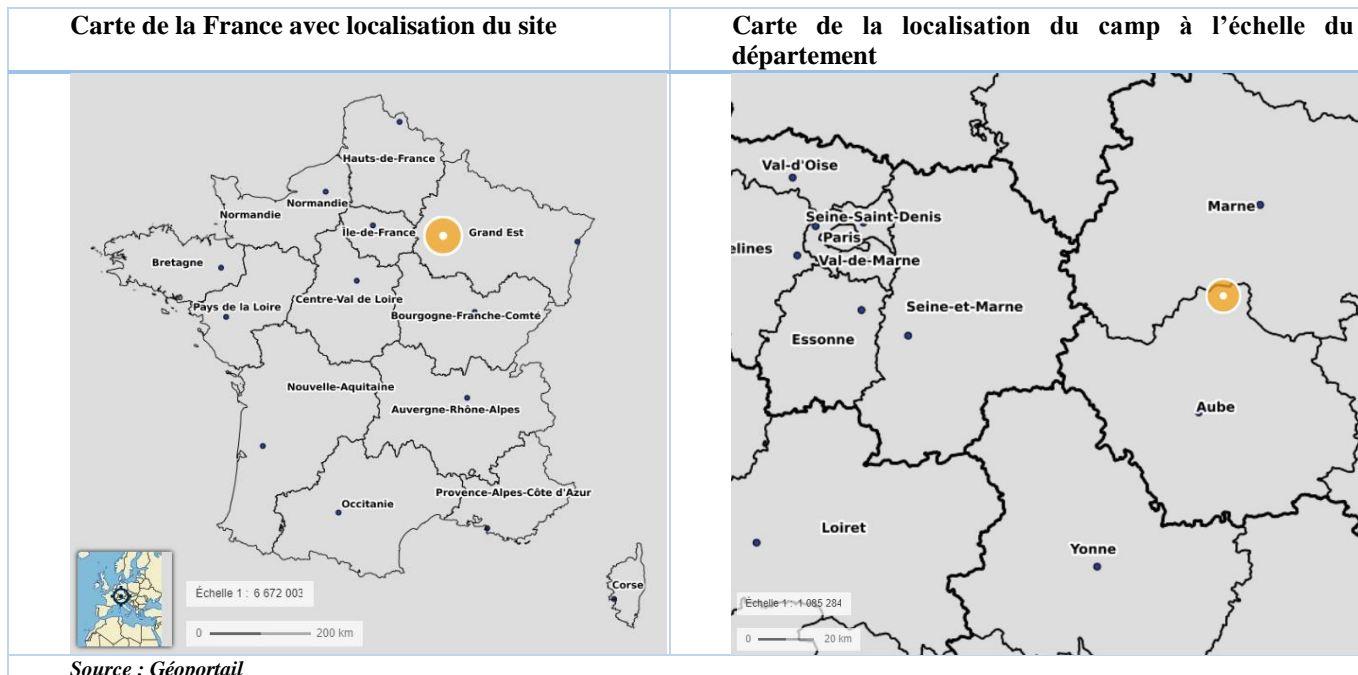 Carte de la France avec localisation du site
Carte de la localisation du camp à l'échelle du
département
Hauts-de-France
Normandie
Normandie
Île-de-France
Grand Est
Bretagne
Pays de la Loire
Centre-Val de Loire
Bourgogne-Franche-Comté
Nouvelle-Aquitaine
Auvergne-Rhône-Alpes
Occitanie
Provence-Alpes-Côte d'Azur
Corse
Échelle 1 : 6 672 003
0 200 km
Val-d'Oise
Seine-Saint-Denis
Paris
elines
Val-de-Marne
Marne
Seine-et-Marne
Essonne
Aube
Loiret
Yonne
Échelle 1 : 1 085 284
0 20 km
Source : Géoportail